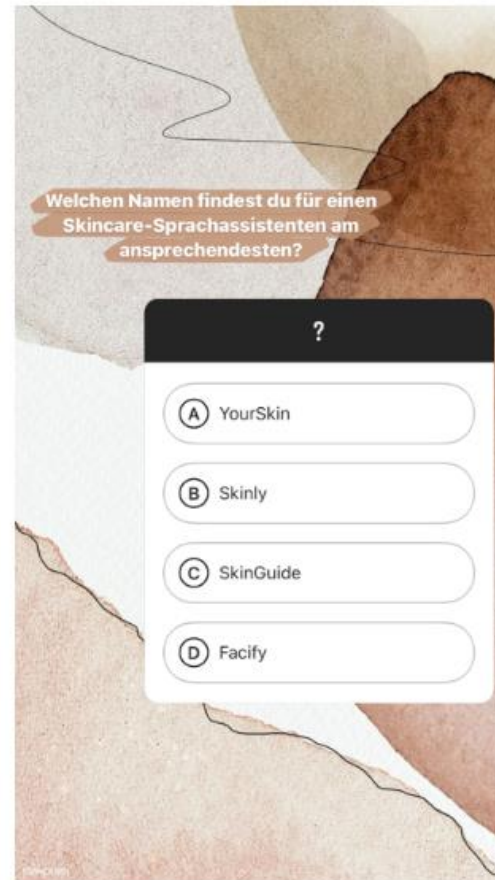 Welchen Namen findest du für einen
Skincare-Sprachassistenten am
ansprechendesten?
?
A YourSkin
B Skinly
C SkinGuide
D Facify